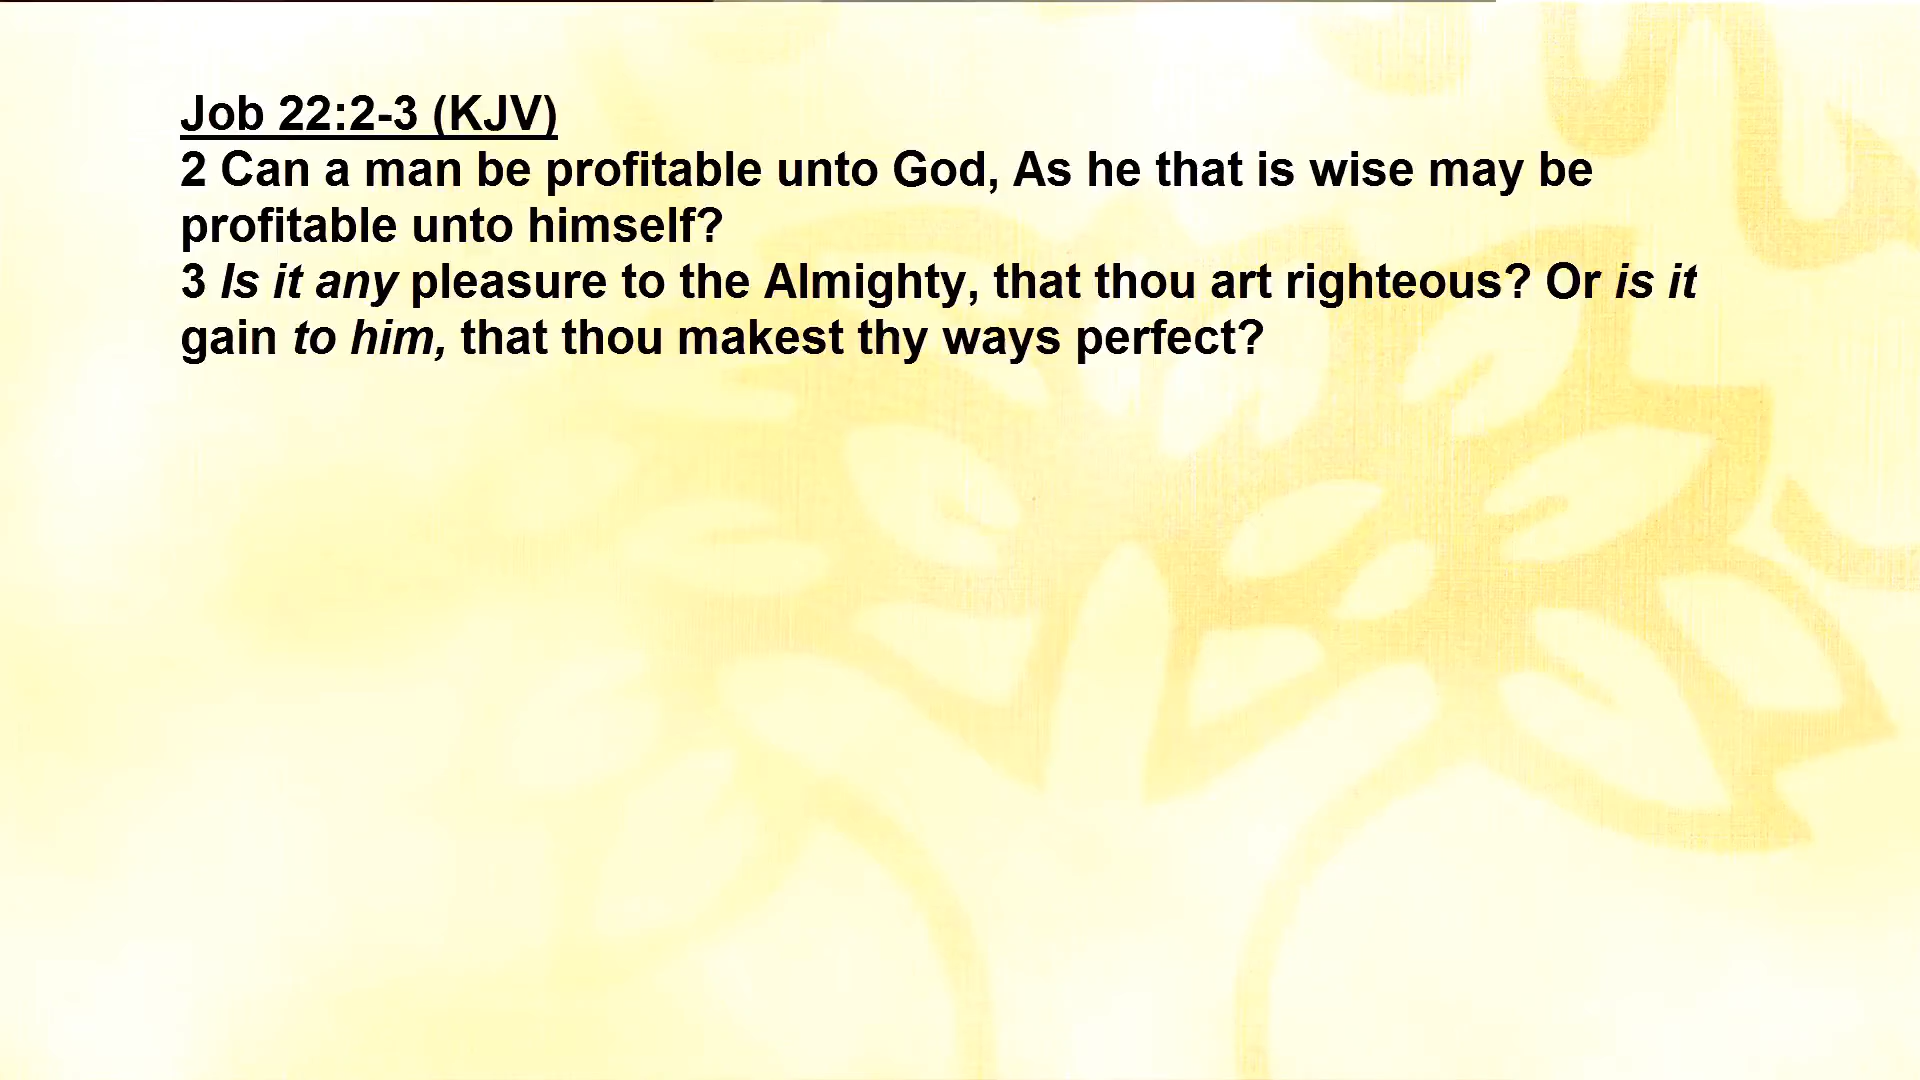 Job 22:2-3 (KJV)
2 Can a man be profitable unto God, As he that is wise may be
profitable unto himself?
3 Is it any pleasure to the Almighty, that thou art righteous? Or is it
gain to him, that thou makest thy ways perfect?